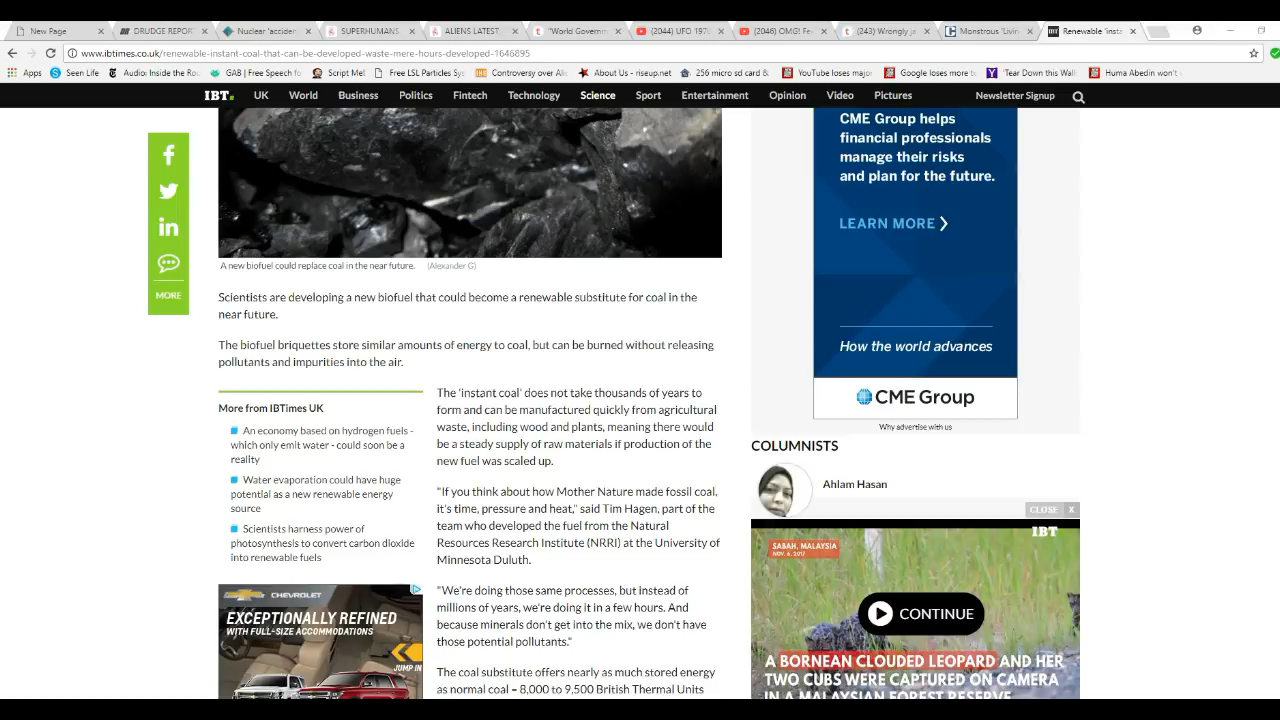 New Page
DRUDGE REPORT
Nuclear 'acciden
SUPERHUMANS
ALIENS LATEST
"World Governm
(2044) UFO 1970
(2046) OMG! Fe
(243) Wrongly ja
Monstrous 'Livin
Renewable 'insta
www.ibtimes.co.uk/renewable-instant-coal-that-can-be-developed-waste-mere-hours-developed-1646895
Apps
Seen Life
Audio: Inside the Ro
GAB | Free Speech fo
Script Mel
Free LSL Particles Sys
Controversy over Ali
About Us - riseup.net
256 micro sd card &
YouTube loses major
Google loses more t
'Tear Down this Wall
Huma Abedin won't
IBT.
UK
World
Business
Politics
Fintech
Technology
Science
Sport
Entertainment
Opinion
Video
Pictures
Newsletter Signup
MORE
A new biofuel could replace coal in the near future. (Alexander G)
Scientists are developing a new biofuel that could become a renewable substitute for coal in the
near future.
The biofuel briquettes store similar amounts of energy to coal, but can be burned without releasing
pollutants and impurities into the air.
More from IBTimes UK
An economy based on hydrogen fuels -
which only emit water - could soon be a
reality
Water evaporation could have huge
potential as a new renewable energy
source
Scientists harness power of
photosynthesis to convert carbon dioxide
into renewable fuels
The 'instant coal' does not take thousands of years to
form and can be manufactured quickly from agricultural
waste, including wood and plants, meaning there would
be a steady supply of raw materials if production of the
new fuel was scaled up.
"If you think about how Mother Nature made fossil coal,
it's time, pressure and heat," said Tim Hagen, part of the
team who developed the fuel from the Natural
Resources Research Institute (NRRI) at the University of
Minnesota Duluth.
"We're doing those same processes, but instead of
millions of years, we're doing it in a few hours. And
because minerals don't get into the mix, we don't have
those potential pollutants."
The coal substitute offers nearly as much stored energy
as normal coal – 8,000 to 9,500 British Thermal Units
CHEVROLET
EXCEPTIONALLY REFINED
WITH FULL-SIZE ACCOMMODATIONS
JUMP IN
CME Group helps
financial professionals
manage their risks
and plan for the future.
LEARN MORE
How the world advances
CME Group
Why advertise with us
COLUMNISTS
Ahlam Hasan
CLOSE X
IBT
SABAH, MALAYSIA
NOV. 6, 2017
CONTINUE
A BORNEAN CLOUDED LEOPARD AND HER
TWO CUBS WERE CAPTURED ON CAMERA
IN A MALAYSIAN FOREST RESERVE